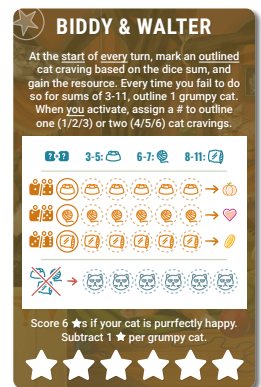 BIDDY & WALTER
At the start of every turn, mark an outlined
cat craving based on the dice sum, and
gain the resource. Every time you fail to do
so for sums of 3-11, outline 1 grumpy cat.
When you activate, assign a # to outline
one (1/2/3) or two (4/5/6) cat cravings.
3-5: 6-7: 8-11:
Score 6 ★s if your cat is purrfectly happy.
Subtract 1 ★ per grumpy cat.